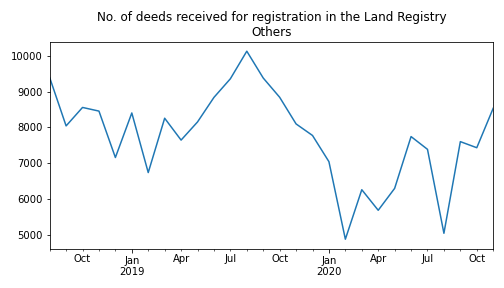 No. of deeds received for registration in the Land Registry
Others
10000
9000
8000
7000
6000
5000
Oct Jan Apr Jul Oct Jan Apr Jul Oct
2019 2020